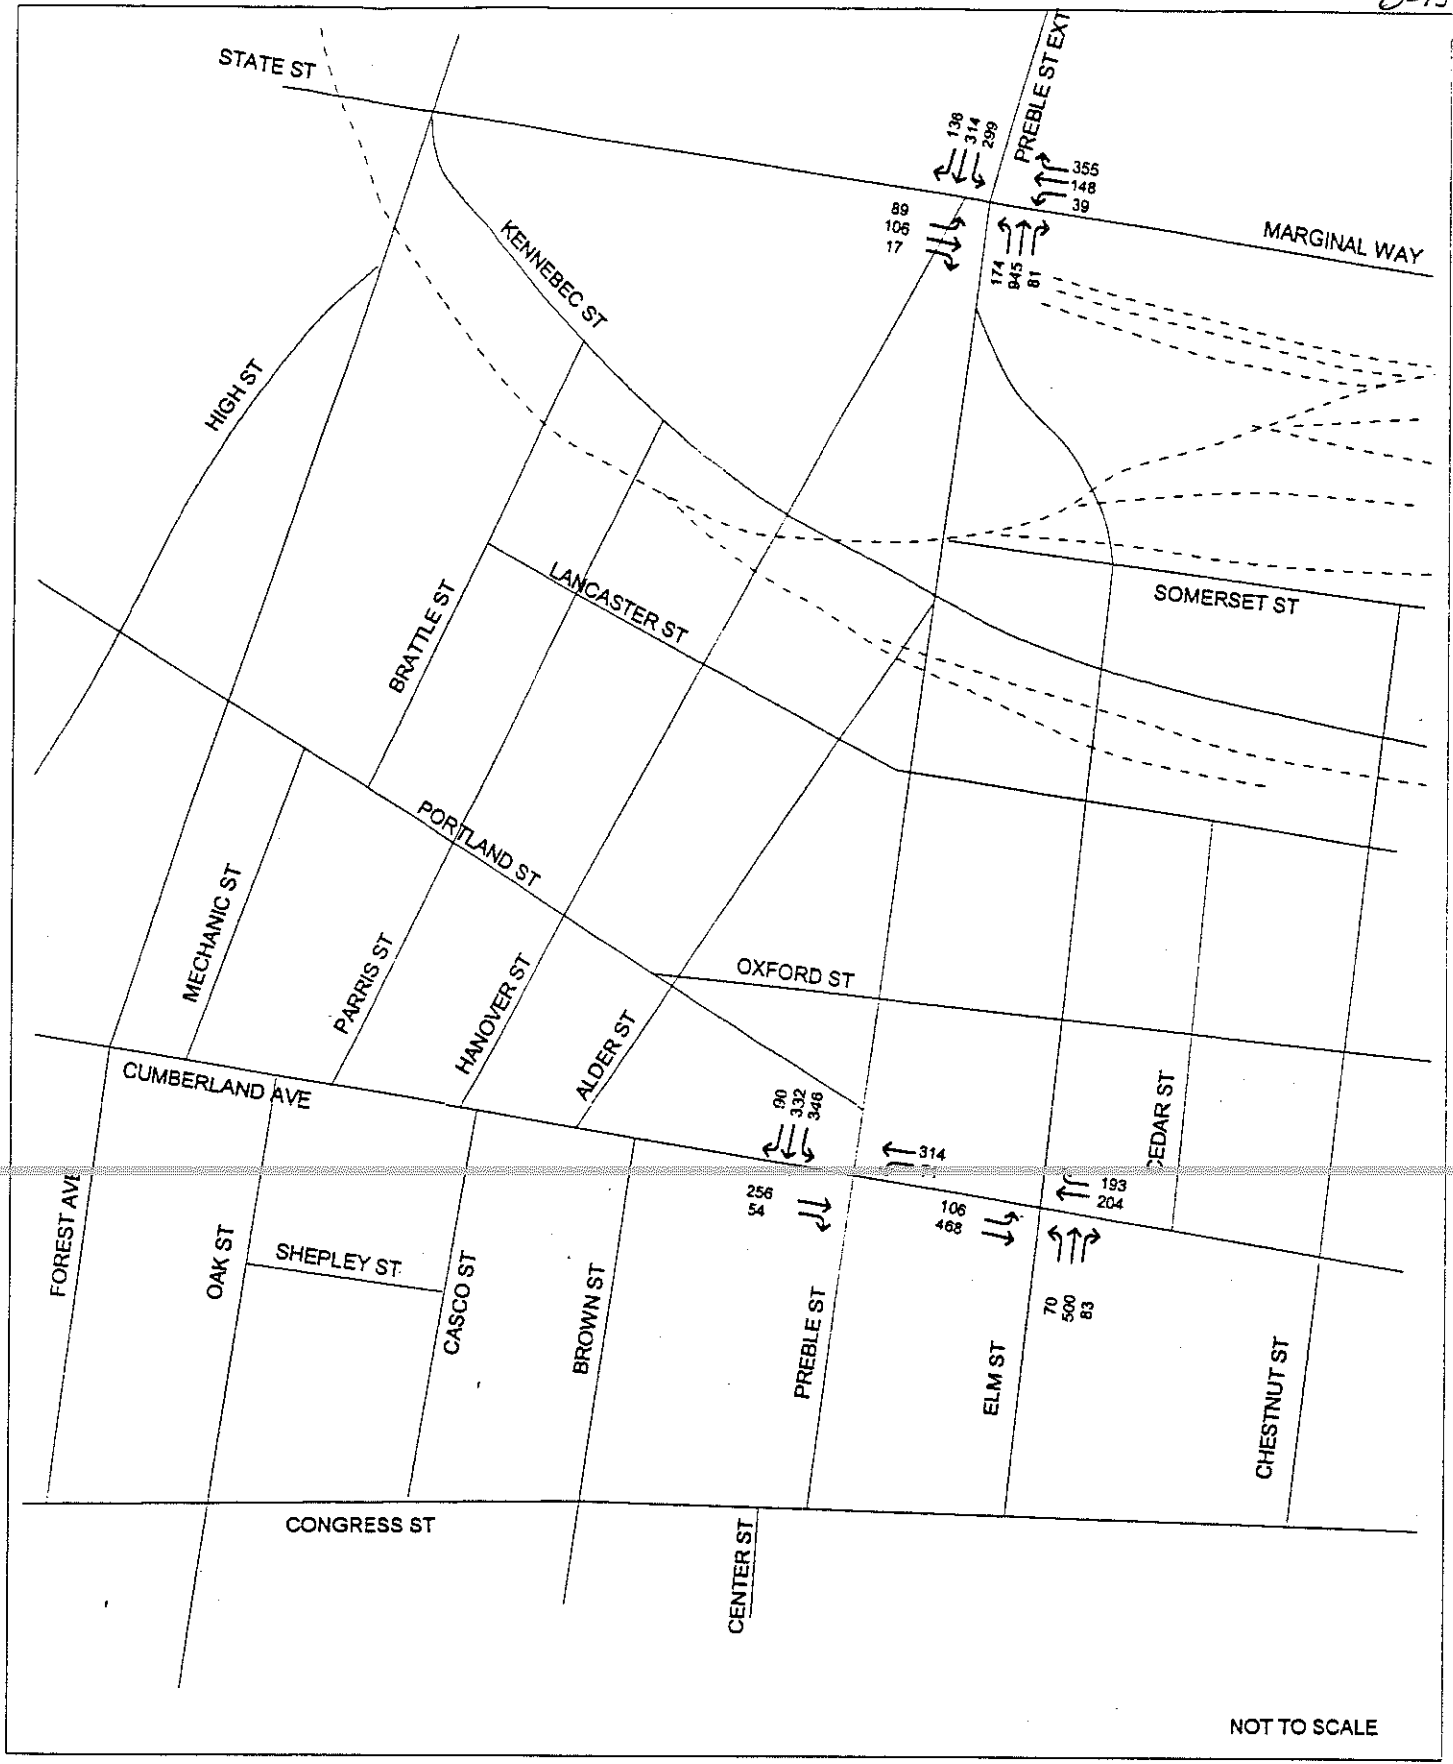 STATE ST
PREBLE ST EXT
138
314
299
355
148
39
89
106
17
174
945
81
MARGINAL WAY
KENNEBEC ST
HIGH ST
LANCASTER ST
BRATTLE ST
SOMERSET ST
PORTLAND ST
MECHANIC ST
PARRIS ST
HANOVER ST
OXFORD ST
ALDER ST
CUMBERLAND AVE
90
332
346
314
CEDAR ST
256
54
106
468
193
204
70
500
83
FOREST AVE
OAK ST
SHEPLEY ST
CASCO ST
BROWN ST
PREBLE ST
ELM ST
CHESTNUT ST
CONGRESS ST
CENTER ST
NOT TO SCALE